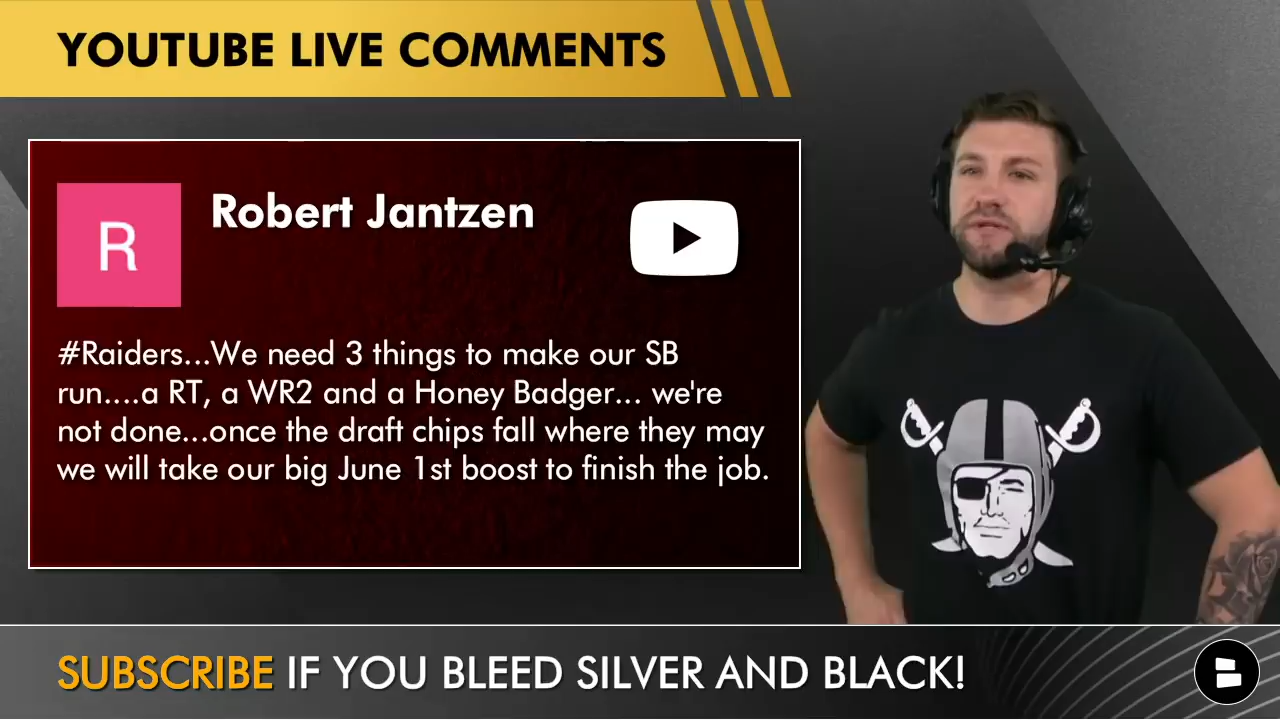 YOUTUBE LIVE COMMENTS
R
Robert Jantzen
#Raiders...We need 3 things to make our SB
run....a RT, a WR2 and a Honey Badger... we're
not done...once the draft chips fall where they may
we will take our big June 1st boost to finish the job.
SUBSCRIBE IF YOU BLEED SILVER AND BLACK!